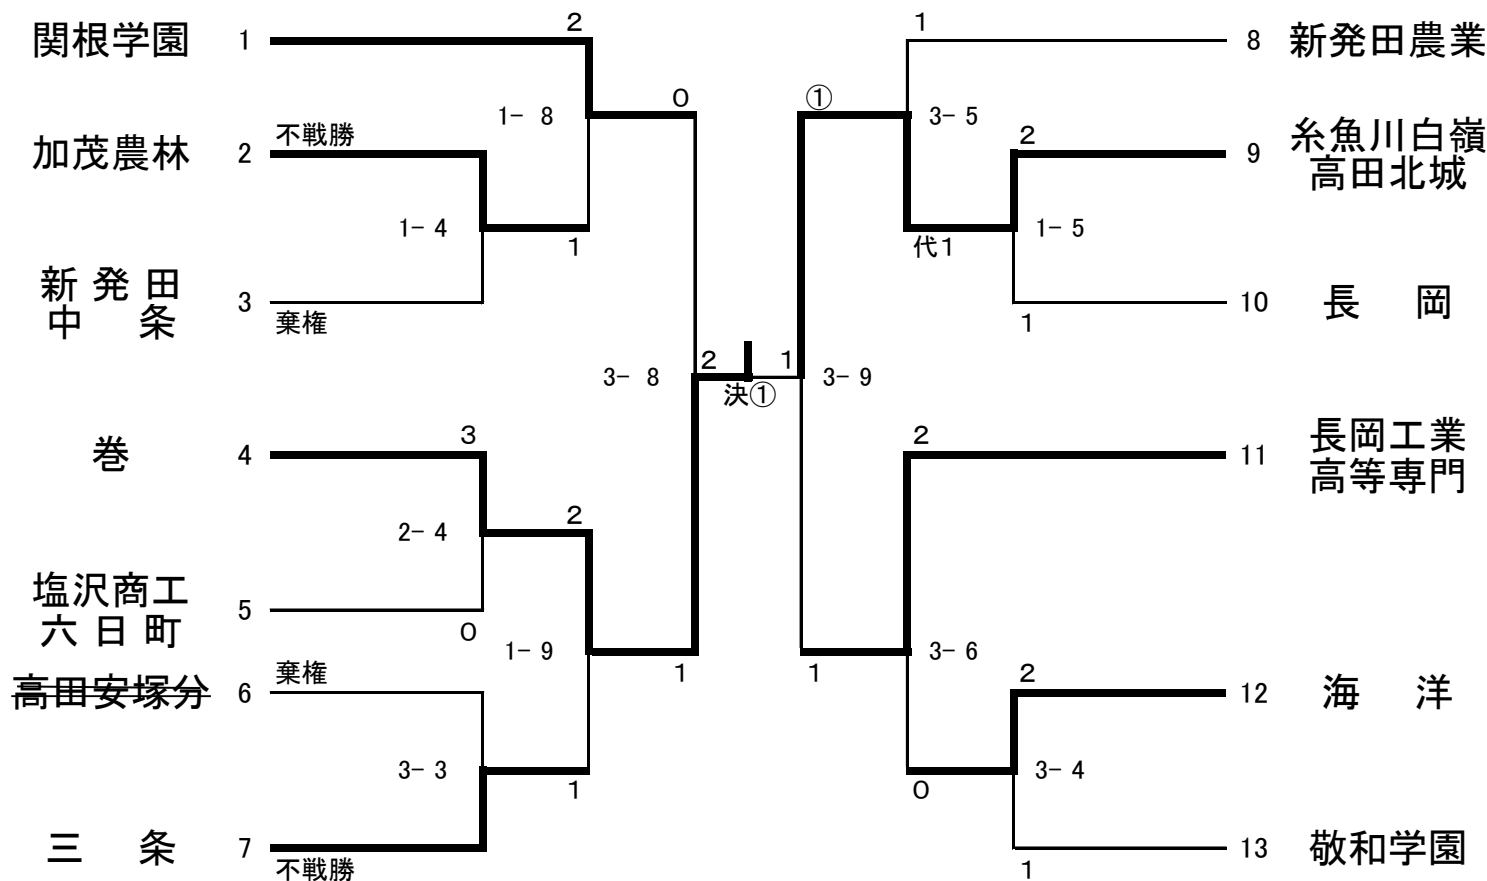 関根学園 1 2
1- 8 0
加茂農林 2 不戦勝
1- 4 1
新発田
中条 3 棄権
3- 8 2 決① 1 3- 9
巻 4 3
2- 4 2
塩沢商工
六日町 5 0
1- 9 1
高田安塚分 6 棄権
3- 3 1
三条 7 不戦勝
1 8 新発田農業
① 3- 5
2 9 糸魚川白嶺
高田北城
代1 1- 5
1 10 長岡
2 11 長岡工業
高等専門
1 3- 6
2 12 海洋
0 3- 4
1 13 敬和学園